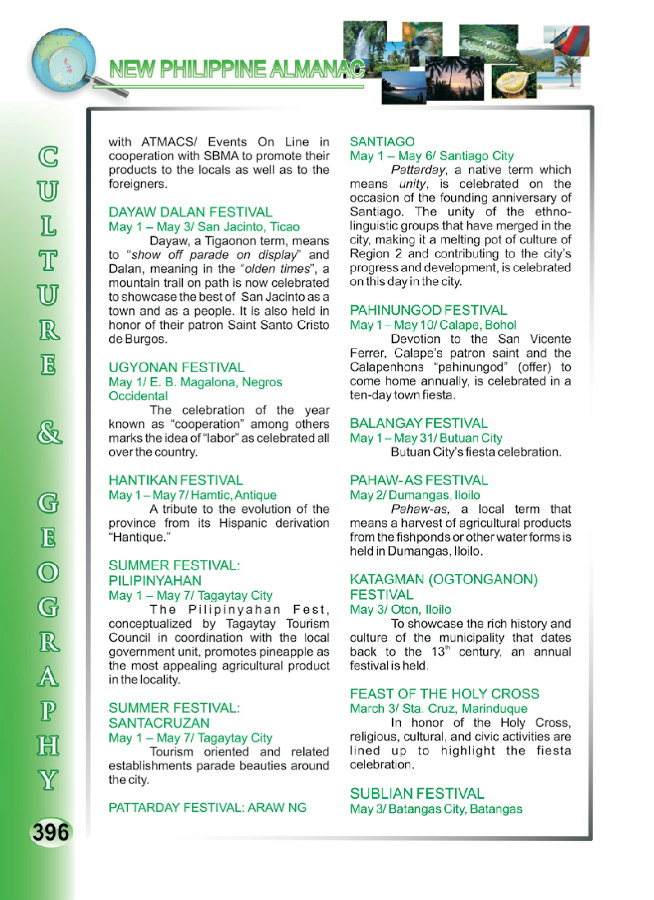 NEW PHILIPPINE ALMANAC
CULTURE & GEOGRAPHY
with ATMACS/ Events On Line in
cooperation with SBMA to promote their
products to the locals as well as to the
foreigners.
DAYAW DALAN FESTIVAL
May 1 – May 3/ San Jacinto, Ticao
Dayaw, a Tigaonon term, means
to “show off parade on display” and
Dalan, meaning in the “olden times”, a
mountain trail on path is now celebrated
to showcase the best of San Jacinto as a
town and as a people. It is also held in
honor of their patron Saint Santo Cristo
de Burgos.
UGYONAN FESTIVAL
May 1/ E. B. Magalona, Negros
Occidental
The celebration of the year
known as “cooperation” among others
marks the idea of “labor” as celebrated all
over the country.
HANTIKAN FESTIVAL
May 1 – May 7/ Hamtic, Antique
A tribute to the evolution of the
province from its Hispanic derivation
“Hantique.”
SUMMER FESTIVAL:
PILIPINYAHAN
May 1 – May 7/ Tagaytay City
The Pilipinyahan Fest,
conceptualized by Tagaytay Tourism
Council in coordination with the local
government unit, promotes pineapple as
the most appealing agricultural product
in the locality.
SUMMER FESTIVAL:
SANTACRUZAN
May 1 – May 7/ Tagaytay City
Tourism oriented and related
establishments parade beauties around
the city.
PATTARDAY FESTIVAL: ARAW NG
SANTIAGO
May 1 – May 6/ Santiago City
Pattarday, a native term which
means unity, is celebrated on the
occasion of the founding anniversary of
Santiago. The unity of the ethno-
linguistic groups that have merged in the
city, making it a melting pot of culture of
Region 2 and contributing to the city’s
progress and development, is celebrated
on this day in the city.
PAHINUNGOD FESTIVAL
May 1 – May 10/ Calape, Bohol
Devotion to the San Vicente
Ferrer, Calape’s patron saint and the
Calapenhons “pahinungod” (offer) to
come home annually, is celebrated in a
ten-day town fiesta.
BALANGAY FESTIVAL
May 1 – May 31/ Butuan City
Butuan City’s fiesta celebration.
PAHAW-AS FESTIVAL
May 2/ Dumangas, Iloilo
Pahaw-as, a local term that
means a harvest of agricultural products
from the fishponds or other water forms is
held in Dumangas, Iloilo.
KATAGMAN (OGTONGANON)
FESTIVAL
May 3/ Oton, Iloilo
To showcase the rich history and
culture of the municipality that dates
back to the 13th century, an annual
festival is held.
FEAST OF THE HOLY CROSS
March 3/ Sta. Cruz, Marinduque
In honor of the Holy Cross,
religious, cultural, and civic activities are
lined up to highlight the fiesta
celebration.
SUBLIAN FESTIVAL
May 3/ Batangas City, Batangas
396